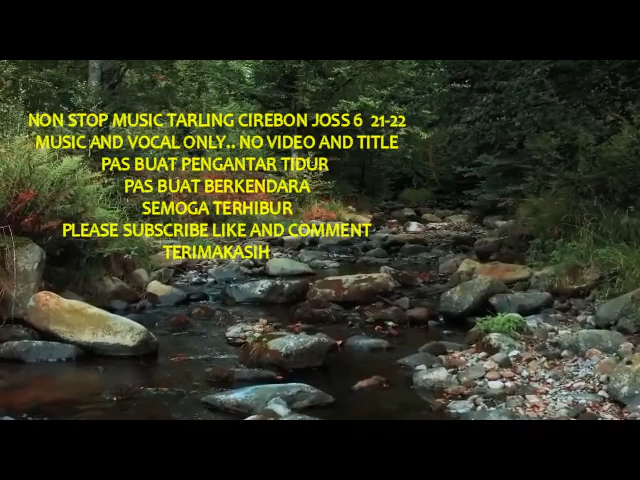 NON STOP MUSIC TARLING CIREBON JOSS 6 21-22
MUSIC AND VOCAL ONLY.. NO VIDEO AND TITLE
PAS BUAT PENGANTAR TIDUR
PAS BUAT BERKENDARA
SEMOGA TERHIBUR
PLEASE SUBSCRIBE LIKE AND COMMENT
TERIMAKASIH